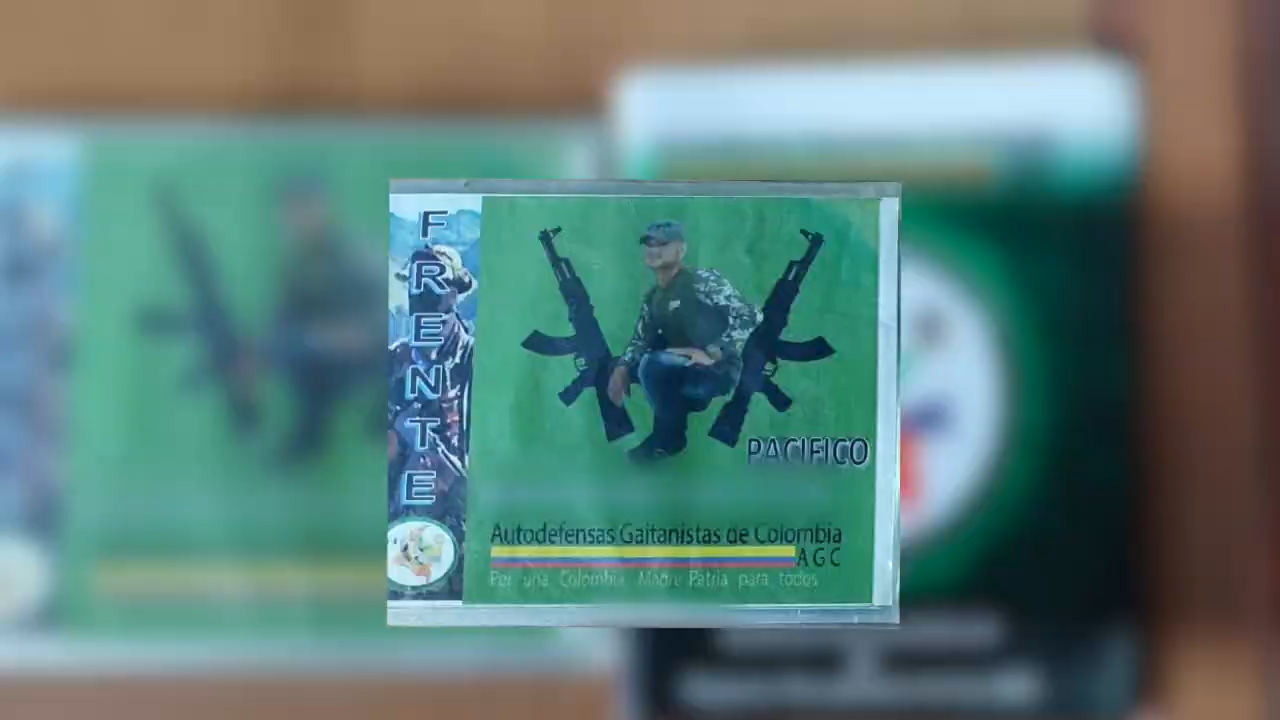 FRENTE
PACIFICO
Autodefensas Gaitanistas de Colombia
AGC
Por una Colombia Madre Patria para todos